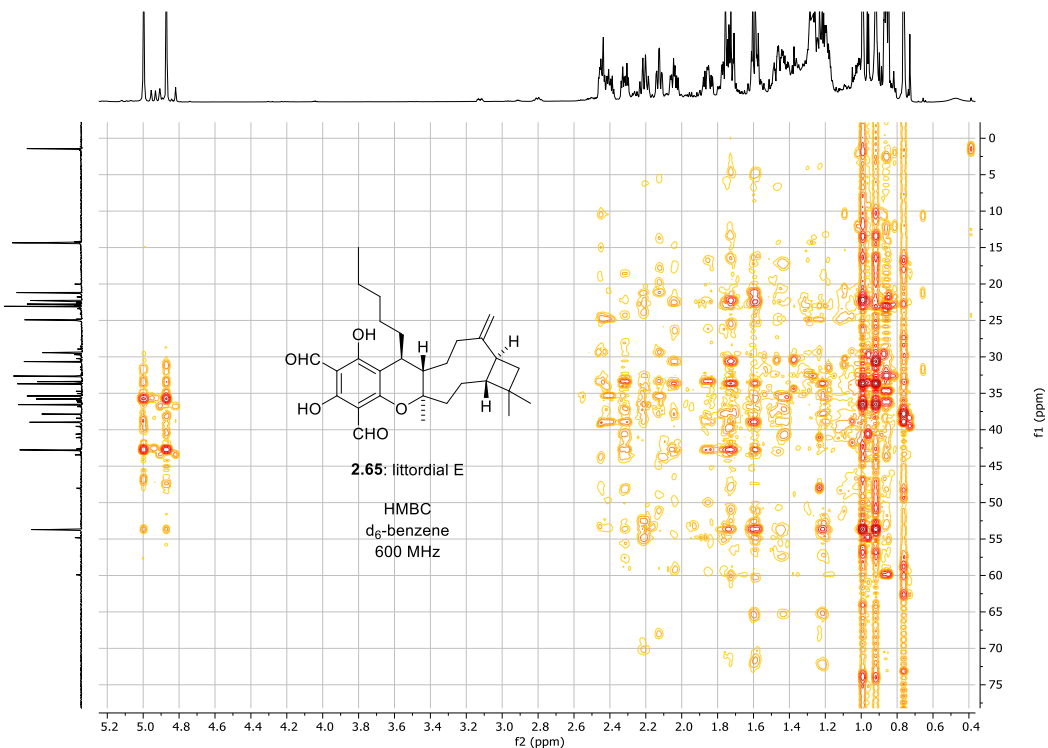 OH
OHC
HO
O
H
H
H
CHO
2.65: littordial E
HMBC
d6-benzene
600 MHz
0
5
10
15
20
25
30
35
40
45
50
55
60
65
70
75
f1 (ppm)
5.2 5.0 4.8 4.6 4.4 4.2 4.0 3.8 3.6 3.4 3.2 3.0 2.8 2.6 2.4 2.2 2.0 1.8 1.6 1.4 1.2 1.0 0.8 0.6 0.4
f2 (ppm)